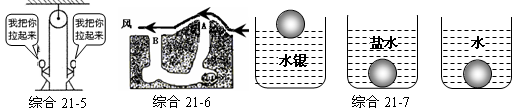 我把你
拉起来
我把你
拉起来
风
A
B
水银
盐水
水
综合 21-5
综合 21-6
综合 21-7